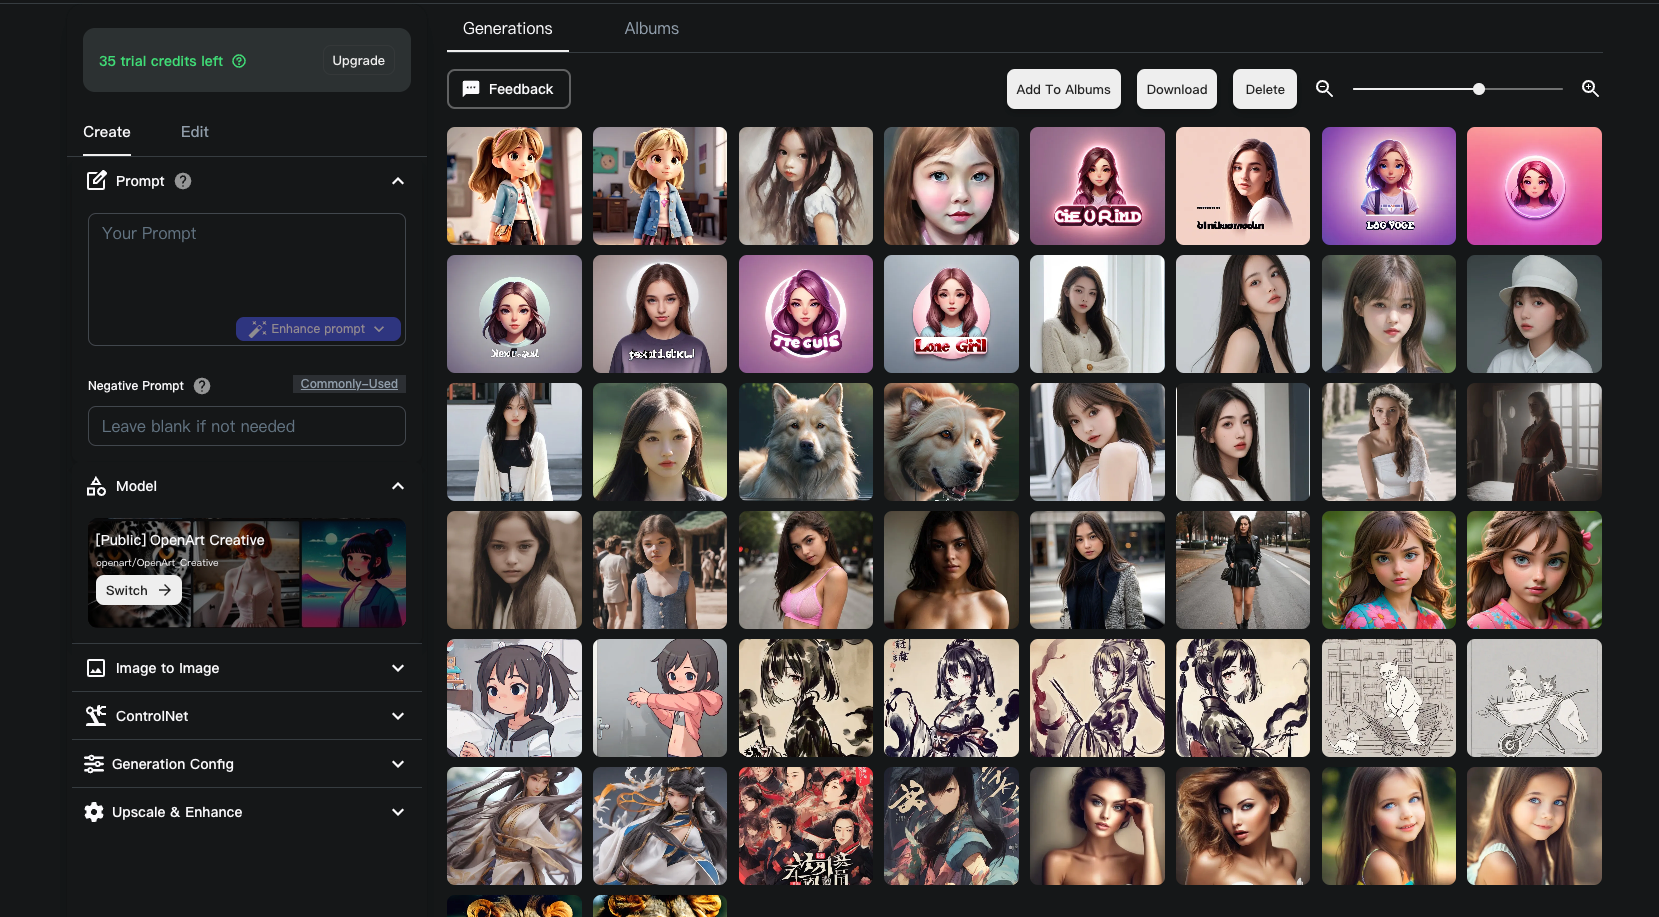 35 trial credits left
Upgrade
Create
Edit
Prompt
Your Prompt
Enhance prompt
Negative Prompt
Commonly-Used
Leave blank if not needed
Model
[Public] OpenArt Creative
openart/OpenArt_Creative
Switch
Image to Image
ControlNet
Generation Config
Upscale & Enhance
Generations
Albums
Feedback
Add To Albums
Download
Delete
Lone Girl